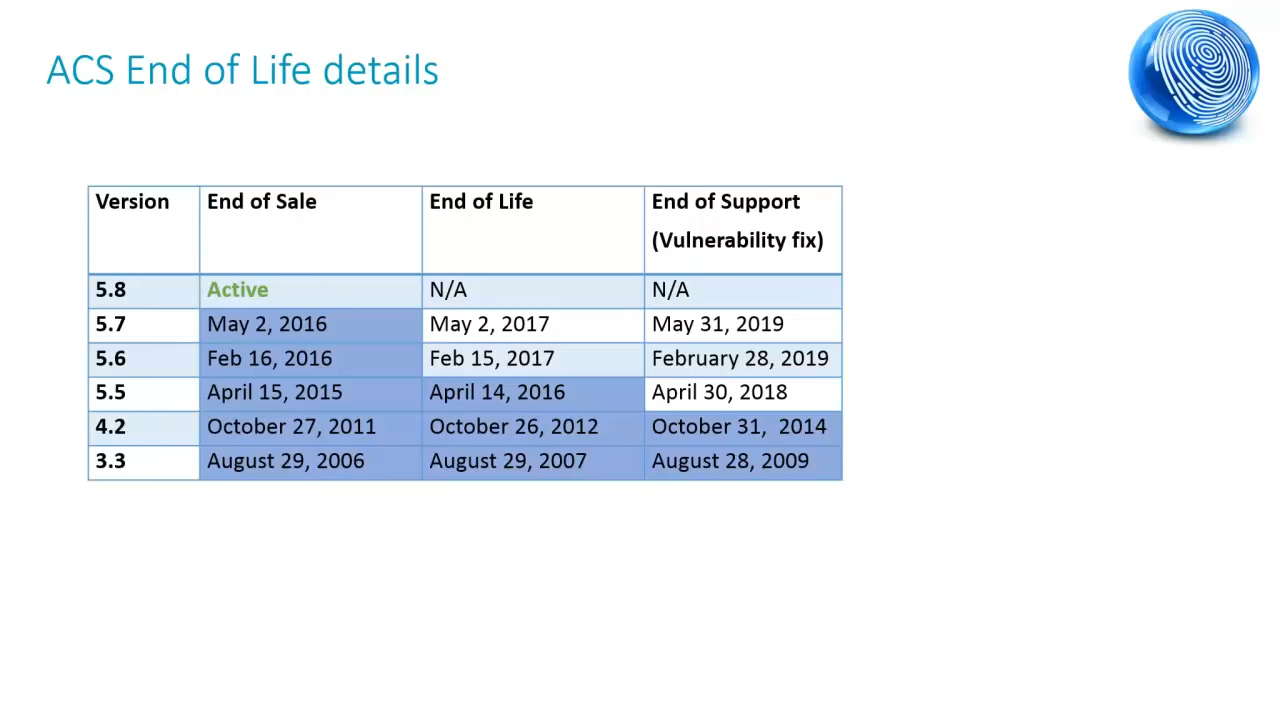 ACS End of Life details
Version End of Sale End of Life End of Support
(Vulnerability fix)
5.8 Active N/A N/A
5.7 May 2, 2016 May 2, 2017 May 31, 2019
5.6 Feb 16, 2016 Feb 15, 2017 February 28, 2019
5.5 April 15, 2015 April 14, 2016 April 30, 2018
4.2 October 27, 2011 October 26, 2012 October 31,  2014
3.3 August 29, 2006 August 29, 2007 August 28, 2009